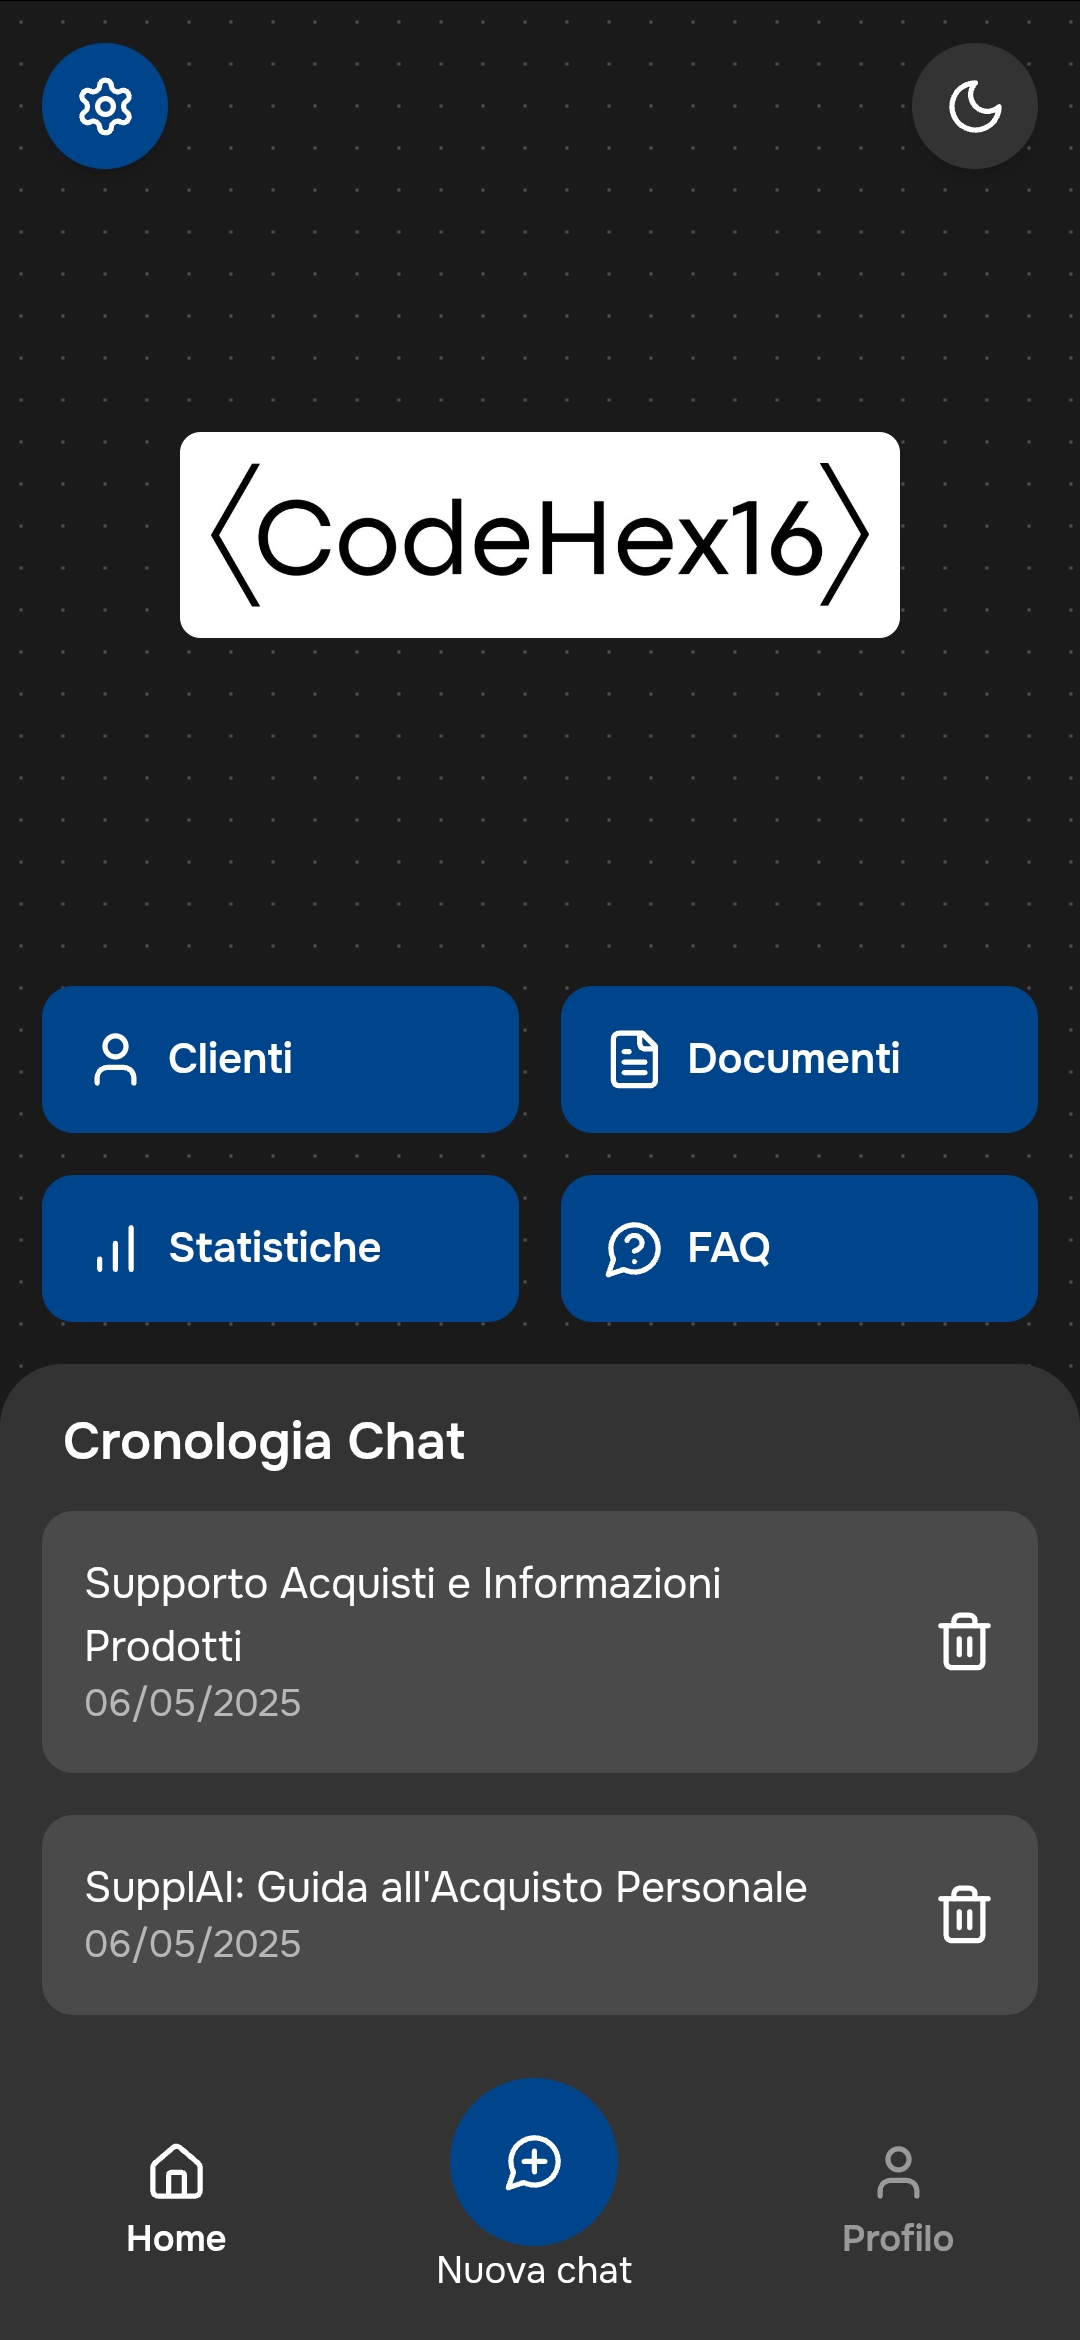 〈CodeHex16〉
Clienti
Documenti
Statistiche
FAQ
Cronologia Chat
Supporto Acquisti e Informazioni
Prodotti
06/05/2025
SupplAI: Guida all'Acquisto Personale
06/05/2025
Home
Nuova chat
Profilo